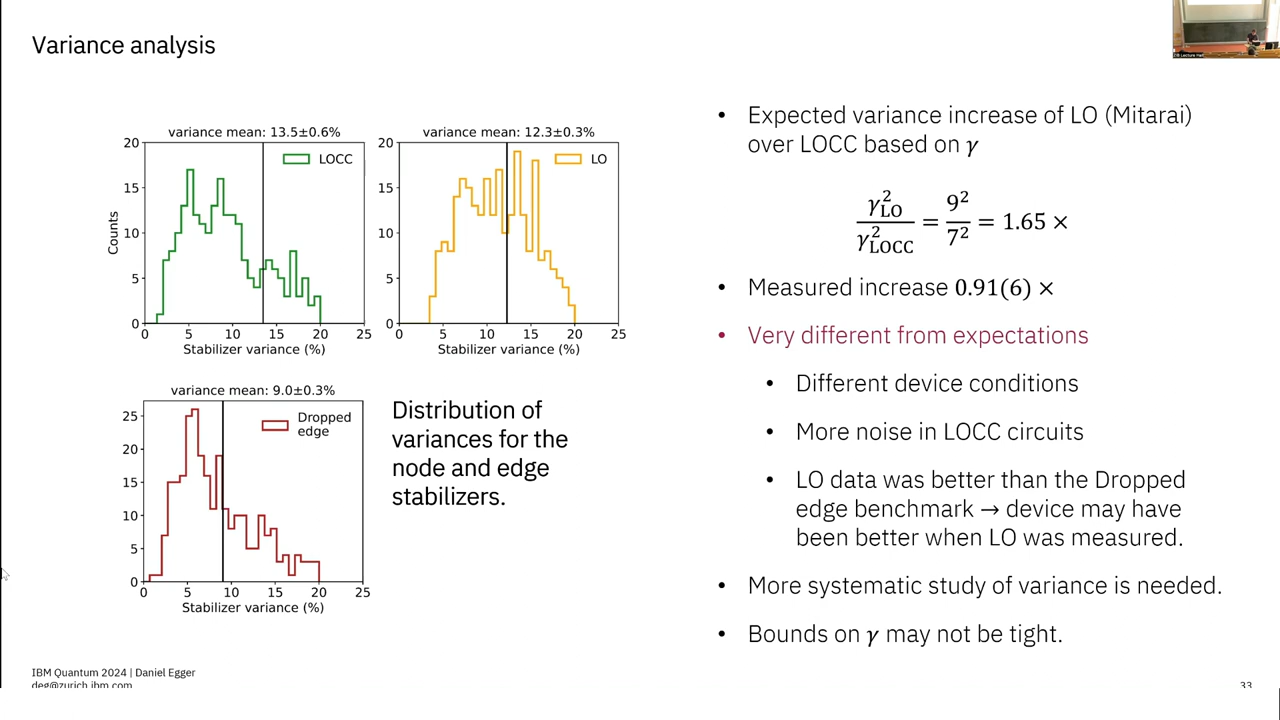 Variance analysis
variance mean: 13.5±0.6%
20
15
10
5
0
Counts
LOCC
0 5 10 15 20 25
Stabilizer variance (%)
variance mean: 12.3±0.3%
20
15
10
5
0
LO
0 5 10 15 20 25
Stabilizer variance (%)
variance mean: 9.0±0.3%
25
20
15
10
5
0
Dropped
edge
0 5 10 15 20 25
Stabilizer variance (%)
Distribution of
variances for the
node and edge
stabilizers.
• Expected variance increase of LO (Mitarai)
over LOCC based on γ
γ²LO / γ²LOCC = 9² / 7² = 1.65 ×
• Measured increase 0.91(6) ×
• Very different from expectations
• Different device conditions
• More noise in LOCC circuits
• LO data was better than the Dropped
edge benchmark → device may have
been better when LO was measured.
• More systematic study of variance is needed.
• Bounds on γ may not be tight.
IBM Quantum 2024 | Daniel Egger
deg@zurich.ibm.com
33